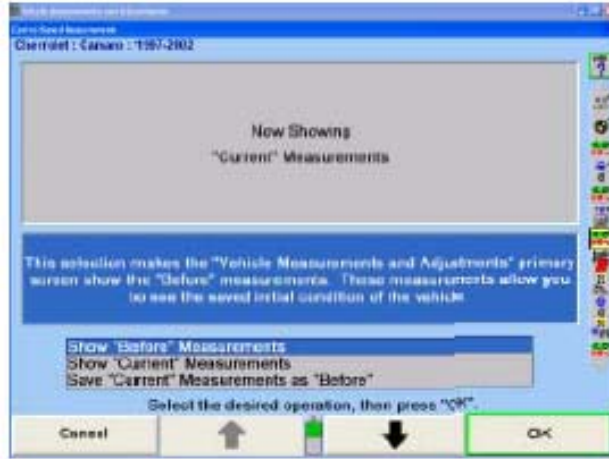 Chevrolet : Camaro : 1997-2002
Now Showing
"Current" Measurements
This selection makes the "Vehicle Measurements and Adjustments" primary
screen show the "Before" measurements. These measurements allow you
to see the saved initial condition of the vehicle.
Show "Before" Measurements
Show "Current" Measurements
Save "Current" Measurements as "Before"
Select the desired operation, then press "OK".
Cancel
OK